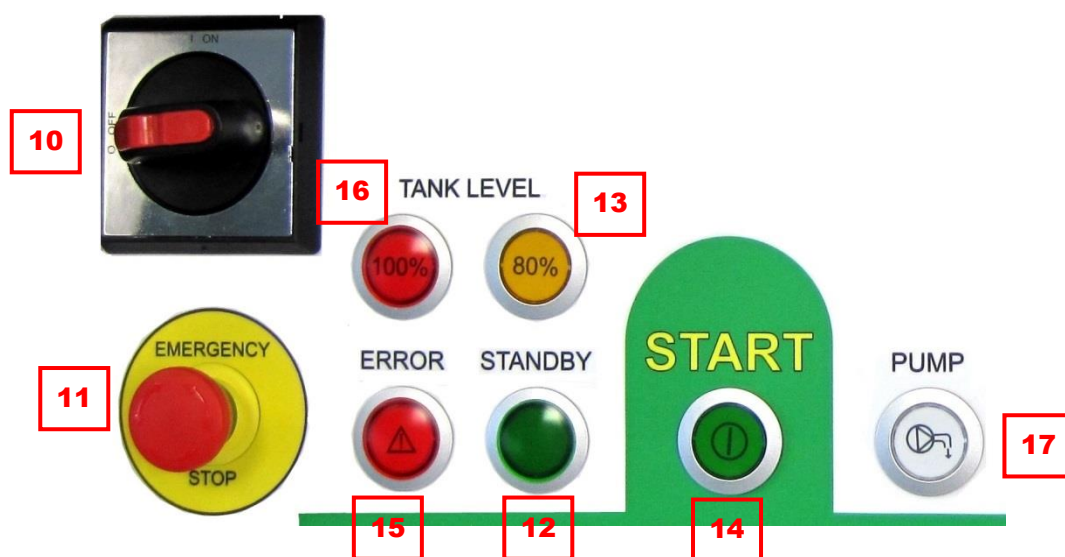 I ON
O OFF
10
16
TANK LEVEL
13
100%
80%
EMERGENCY
STOP
11
ERROR
STANDBY
START
PUMP
17
15
12
14